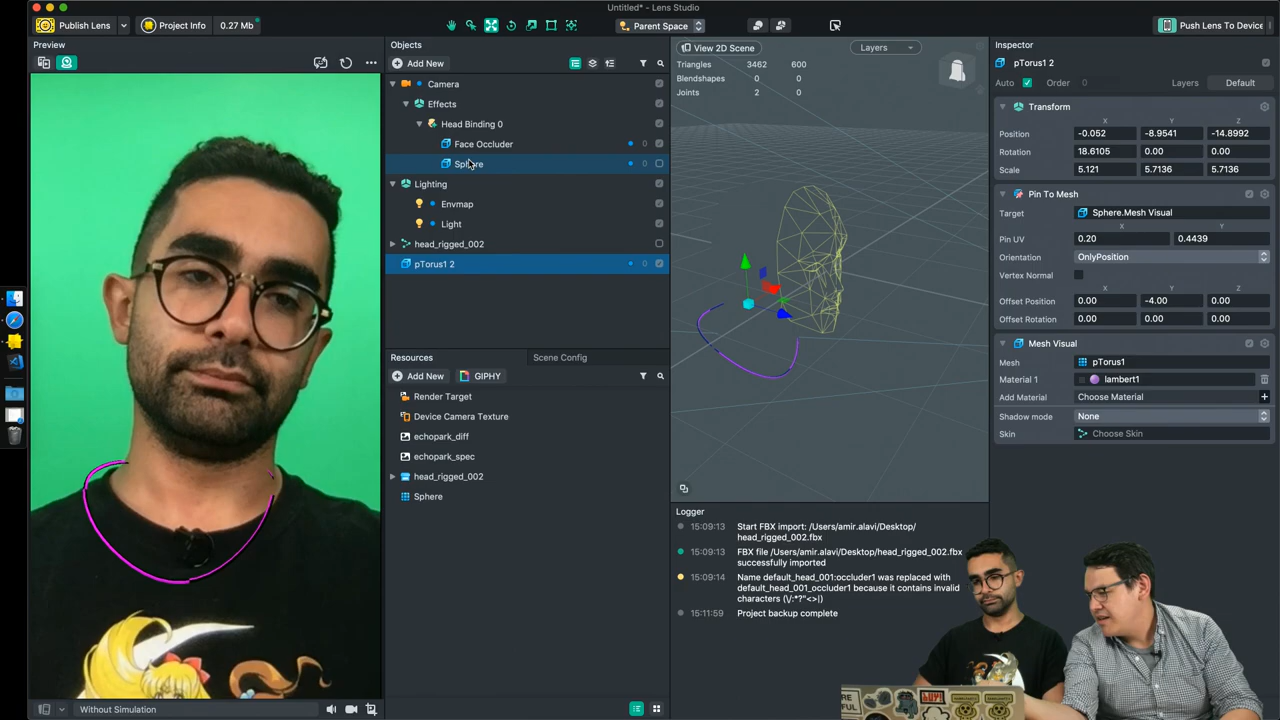 Untitled* - Lens Studio
Publish Lens
Project Info
0.27 Mb
Parent Space
Push Lens To Device
Preview
Without Simulation
Objects
Add New
Camera
Effects
Head Binding 0
Face Occluder 0
Sphere 0
Lighting
Envmap
Light
head_rigged_002
pTorus1 2 0
Resources
Scene Config
Add New
GIPHY
Render Target
Device Camera Texture
echopark_diff
echopark_spec
head_rigged_002
Sphere
View 2D Scene
Layers
Triangles 3462 600
Blendshapes 0 0
Joints 2 0
Logger
15:09:13 Start FBX import: /Users/amir.alavi/Desktop/
head_rigged_002.fbx
15:09:13 FBX file /Users/amir.alavi/Desktop/head_rigged_002.fbx
successfully imported
15:09:14 Name default_head_001:occluder1 was replaced with
default_head_001_occluder1 because it contains invalid
characters (\/:*?"<>|)
15:11:59 Project backup complete
Inspector
pTorus1 2
Auto Order 0 Layers Default
Transform
X Y Z
Position -0.052 -8.9541 -14.8992
Rotation 18.6105 0.00 0.00
Scale 5.121 5.7136 5.7136
Pin To Mesh
Target Sphere.Mesh Visual
X Y
Pin UV 0.20 0.4439
Orientation OnlyPosition
Vertex Normal
X Y Z
Offset Position 0.00 -4.00 0.00
Offset Rotation 0.00 0.00 0.00
Mesh Visual
Mesh pTorus1
Material 1 lambert1
Add Material Choose Material
Shadow mode None
Skin Choose Skin